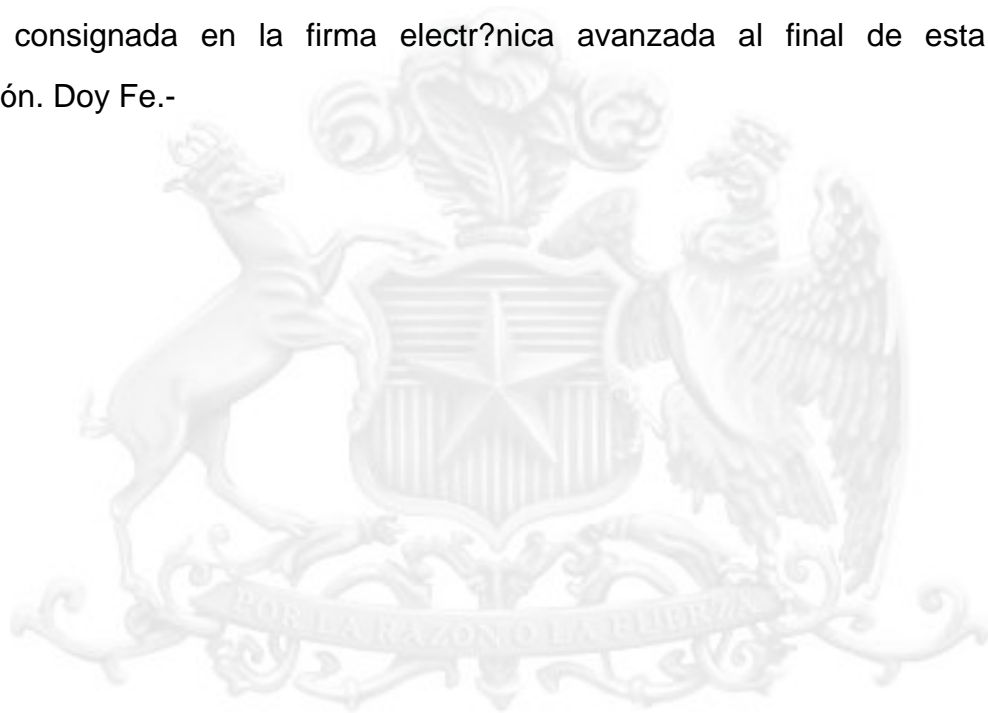 consignada en la firma electr?nica avanzada al final de esta
ón. Doy Fe.-
POR LA RAZON O LA FUERZA